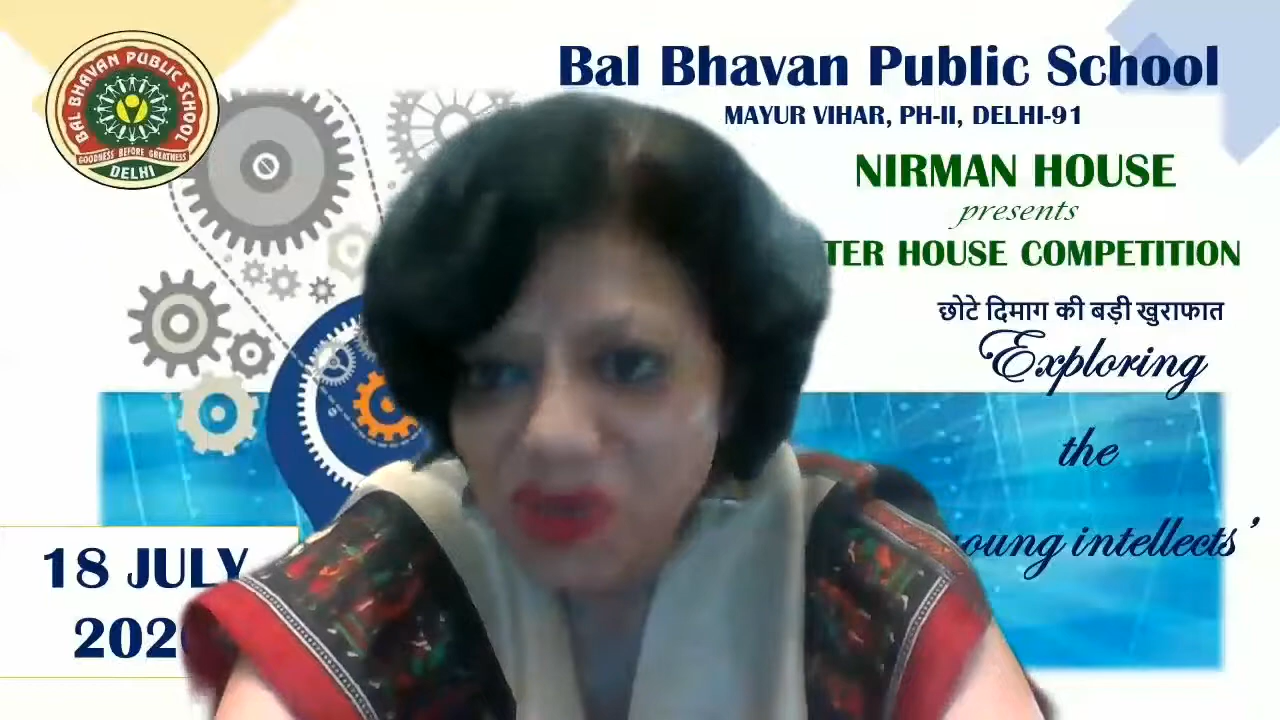 BAL BHAVAN PUBLIC SCHOOL
GOODNESS BEFORE GREATNESS
DELHI
Bal Bhavan Public School
MAYUR VIHAR, PH-II, DELHI-91
NIRMAN HOUSE
presents
TER HOUSE COMPETITION
छोटे दिमाग की बड़ी खुराफात
Exploring
the
oung intellects’
18 JULY
202